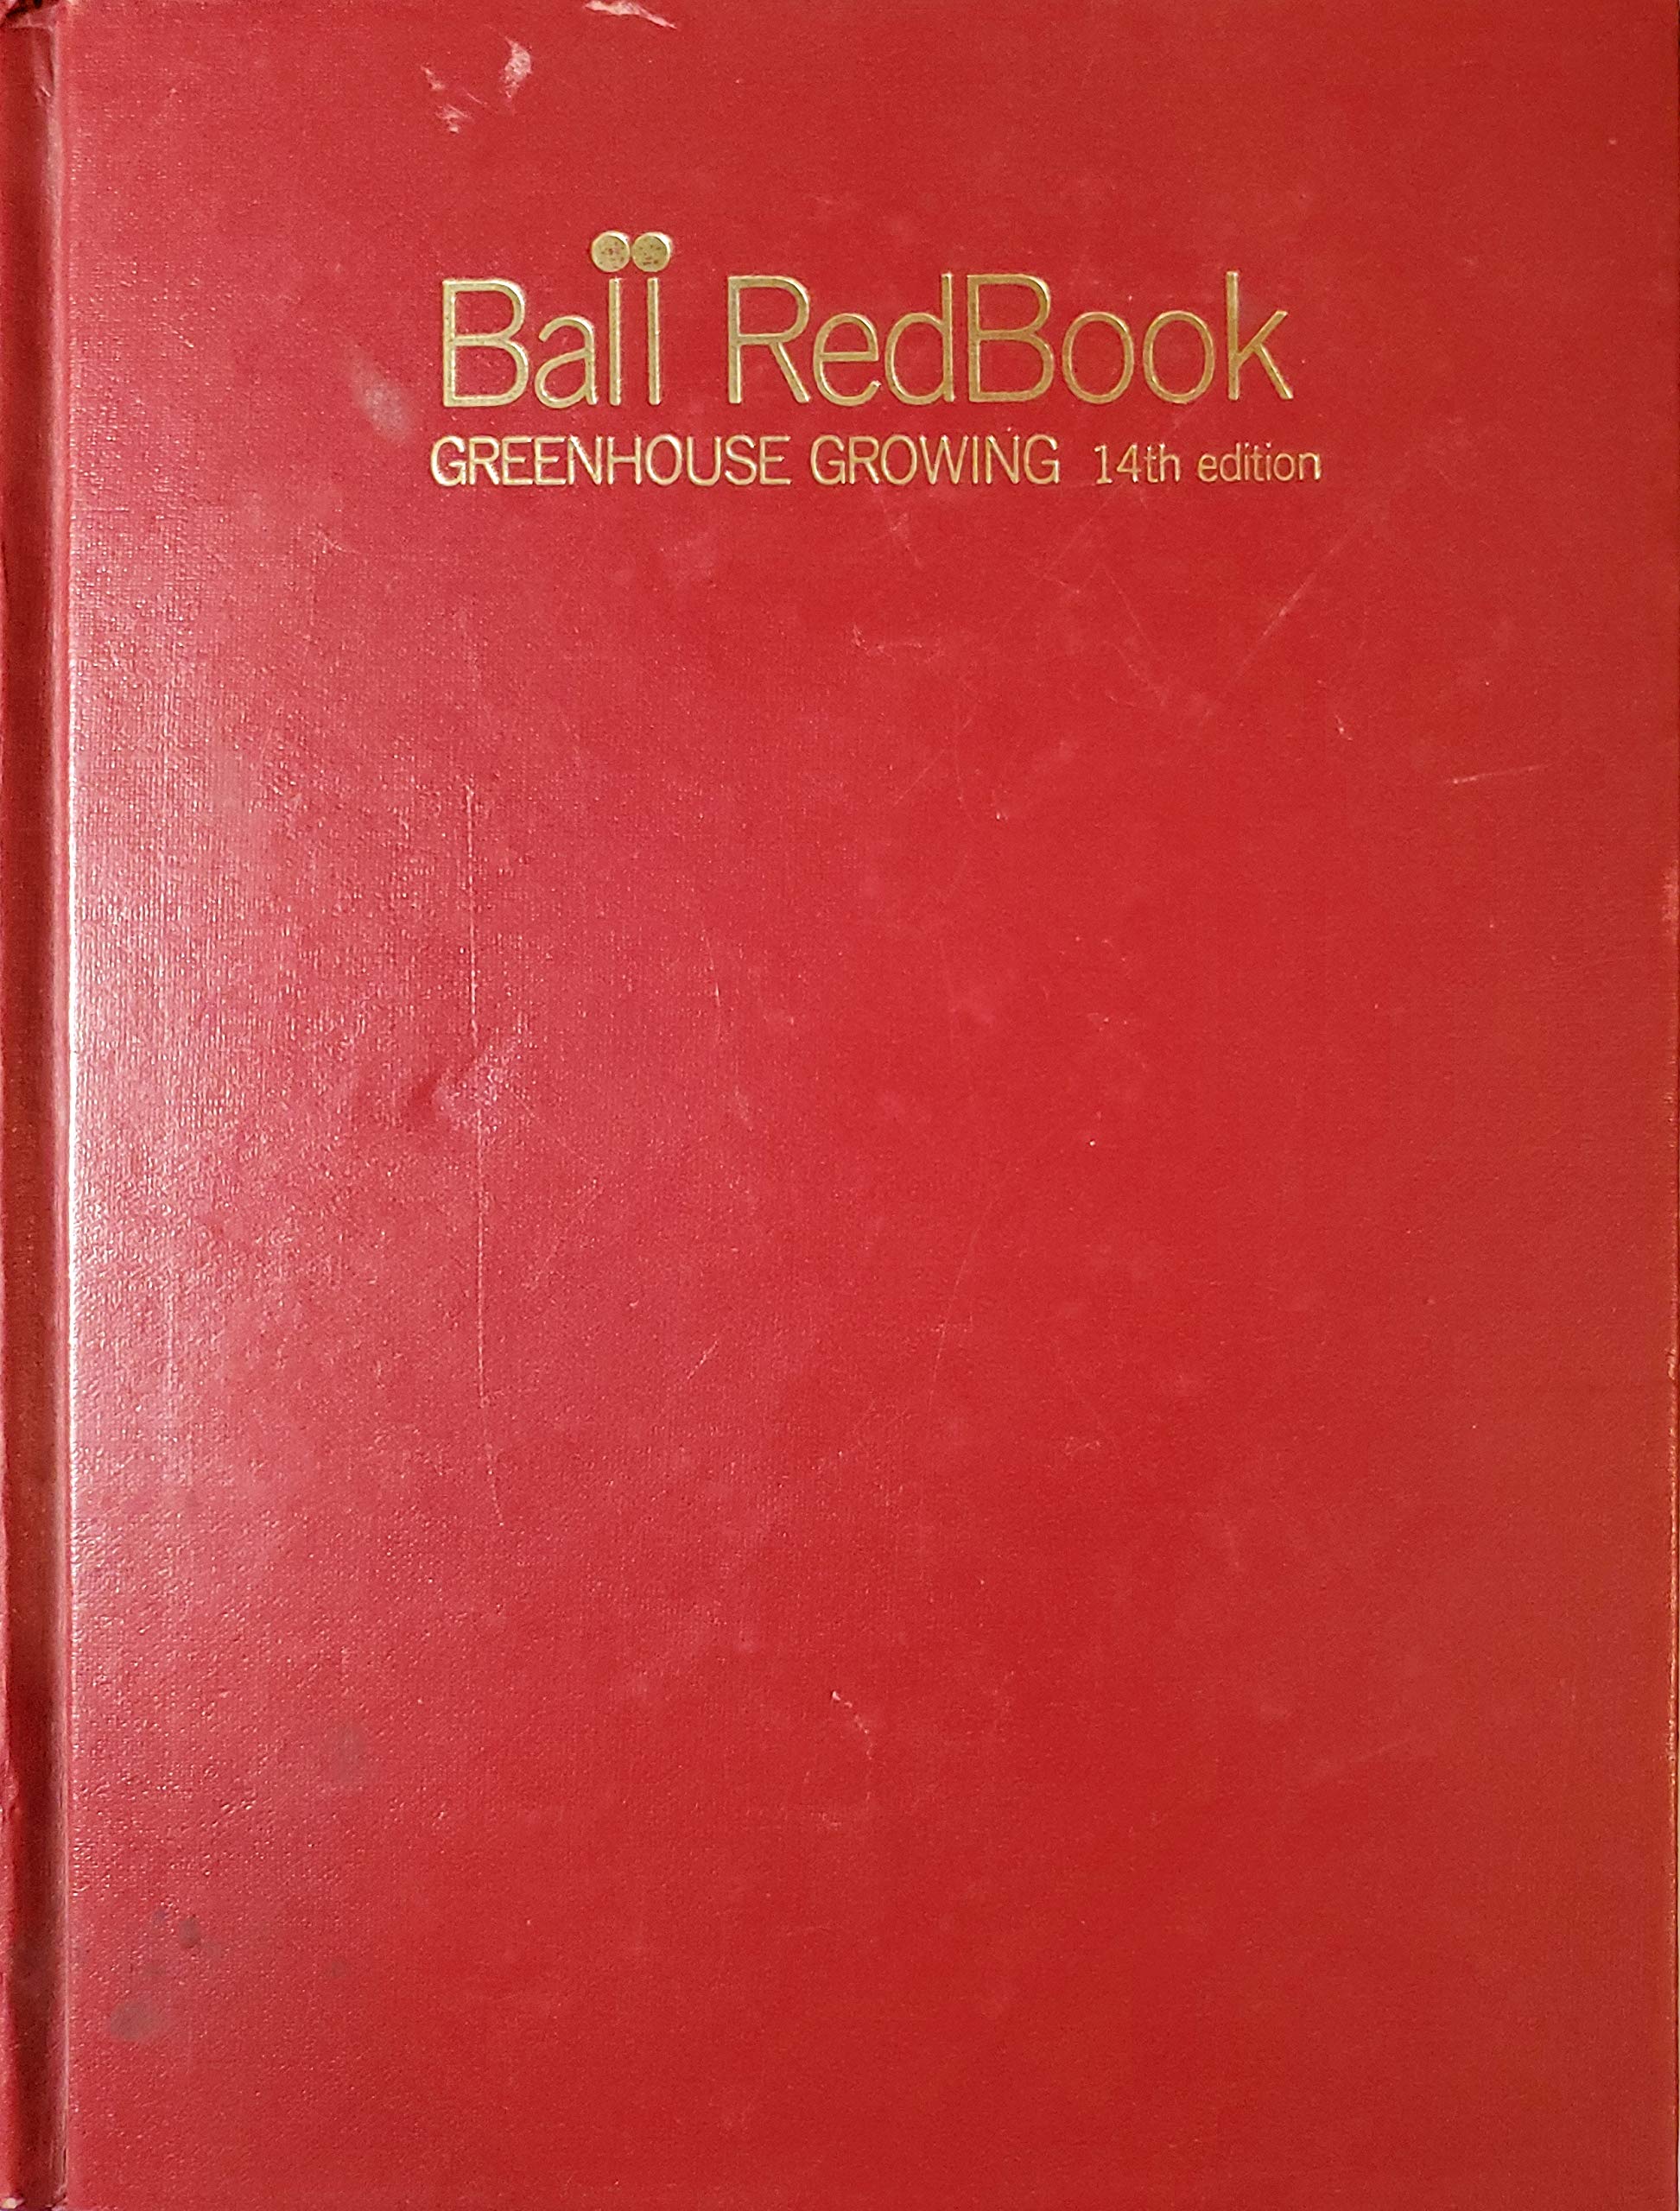 Ball RedBook
GREENHOUSE GROWING 14th edition